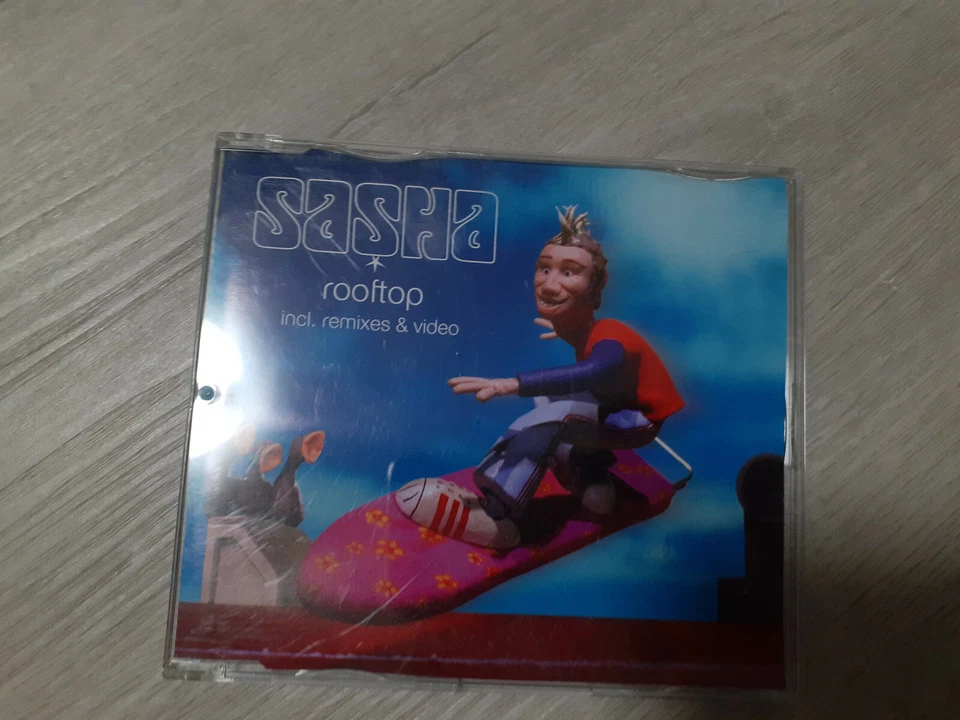 SASHA
rooftop
incl. remixes & video